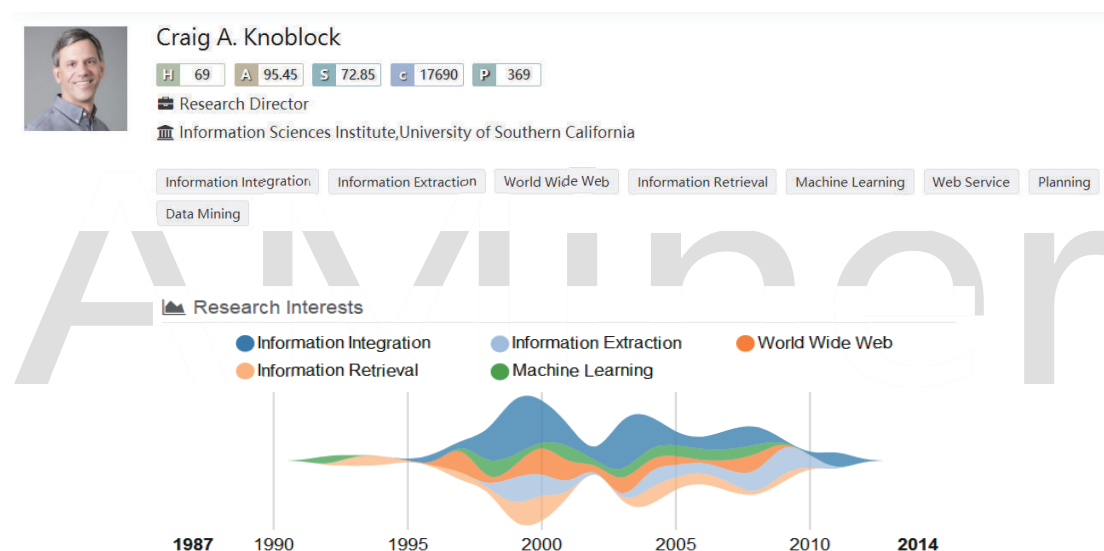 Craig A. Knoblock
H 69 A 95.45 S 72.85 c 17690 P 369
Research Director
Information Sciences Institute,University of Southern California
Information Integration Information Extraction World Wide Web Information Retrieval Machine Learning Web Service Planning
Data Mining
AMiner
Research Interests
Information Integration Information Extraction World Wide Web
Information Retrieval Machine Learning
1987 1990 1995 2000 2005 2010 2014